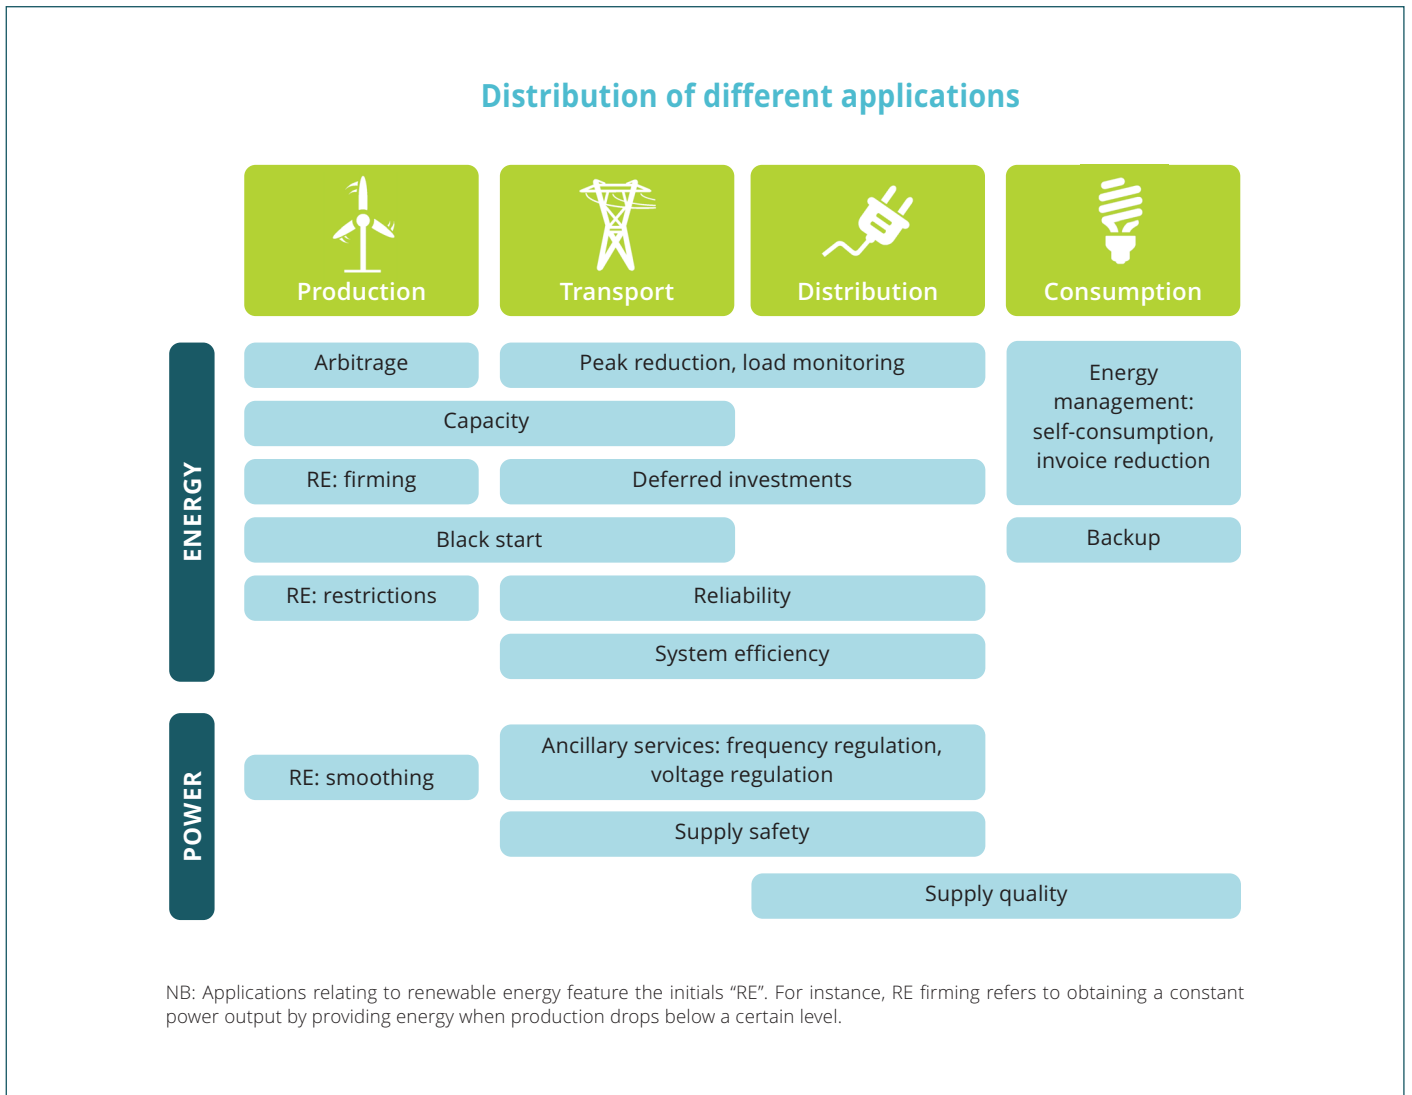 Distribution of different applications
Production
Transport
Distribution
Consumption
ENERGY
Arbitrage
Peak reduction, load monitoring
Energy
management:
self-consumption,
invoice reduction
Capacity
RE: firming
Deferred investments
Black start
Backup
RE: restrictions
Reliability
System efficiency
POWER
RE: smoothing
Ancillary services: frequency regulation,
voltage regulation
Supply safety
Supply quality
NB: Applications relating to renewable energy feature the initials “RE”. For instance, RE firming refers to obtaining a constant
power output by providing energy when production drops below a certain level.